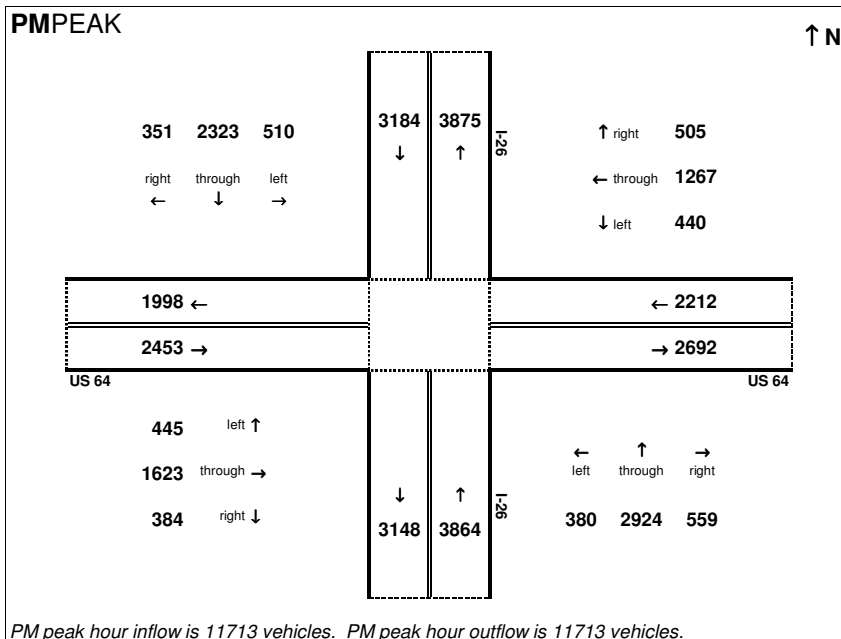 PMPEAK
↑ N
351 2323 510
right through left
← ↓ →
3184 3875
↓ ↑
I-26
↑ right 505
← through 1267
↓ left 440
1998 ←
← 2212
2453 →
→ 2692
US 64
US 64
445 left ↑
1623 through →
384 right ↓
↓ ↑
3148 3864
I-26
← ↑ →
left through right
380 2924 559
PM peak hour inflow is 11713 vehicles. PM peak hour outflow is 11713 vehicles.